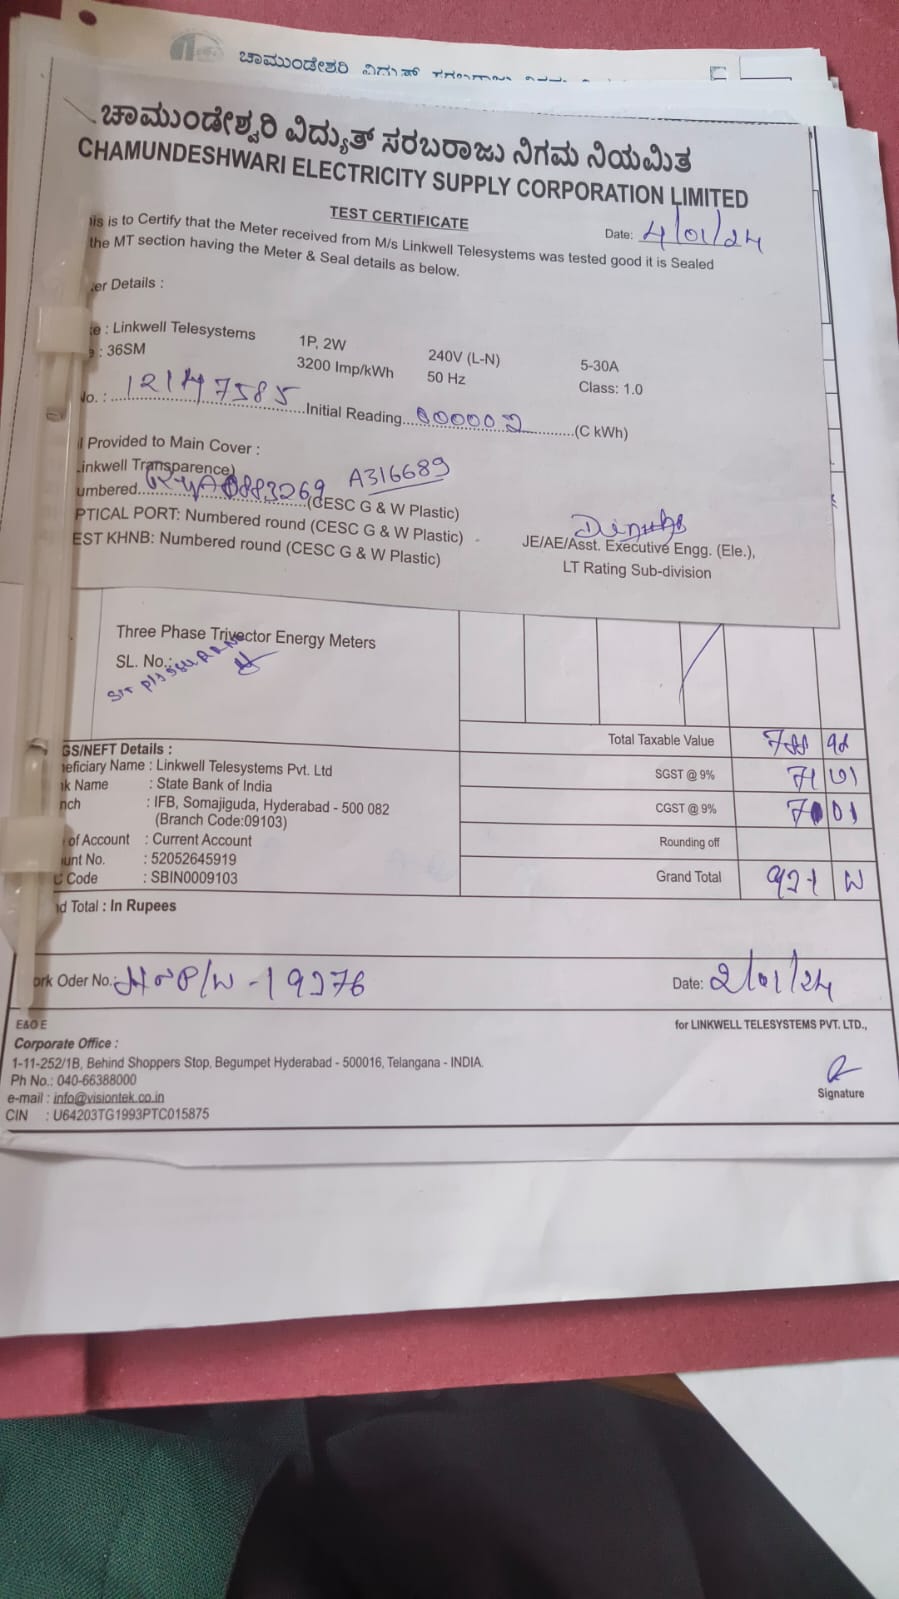 ಚಾಮುಂಡೇಶ್ವರಿ ವಿದ್ಯುತ್ ಸರಬರಾಜು ನಿಗಮ ನಿಯಮಿತ
CHAMUNDESHWARI ELECTRICITY SUPPLY CORPORATION LIMITED
TEST CERTIFICATE
Date: 4/01/24
is is to Certify that the Meter received from M/s Linkwell Telesystems was tested good it is Sealed
the MT section having the Meter & Seal details as below.
er Details :
e : Linkwell Telesystems 1P, 2W 240V (L-N) 5-30A
: 36SM 3200 Imp/kWh 50 Hz Class: 1.0
No. : Initial Reading (C kWh)
l Provided to Main Cover :
inkwell Transparence) A316689
umbered (CESC G & W Plastic)
PTICAL PORT: Numbered round (CESC G & W Plastic)
EST KHNB: Numbered round (CESC G & W Plastic)
JE/AE/Asst. Executive Engg. (Ele.),
LT Rating Sub-division
Three Phase Trivector Energy Meters
SL. No.:
Total Taxable Value
SGST @ 9%
CGST @ 9%
Rounding off
Grand Total
GS/NEFT Details :
neficiary Name : Linkwell Telesystems Pvt. Ltd
k Name : State Bank of India
nch : IFB, Somajiguda, Hyderabad - 500 082
(Branch Code:09103)
of Account : Current Account
unt No. : 52052645919
C Code : SBIN0009103
d Total : In Rupees
ork Oder No.: Date: 2/01/24
E&O E
for LINKWELL TELESYSTEMS PVT. LTD.,
Corporate Office :
1-11-252/1B, Behind Shoppers Stop, Begumpet Hyderabad - 500016, Telangana - INDIA.
Ph No.: 040-66388000
e-mail : info@visiontek.co.in
CIN : U64203TG1993PTC015875
Signature